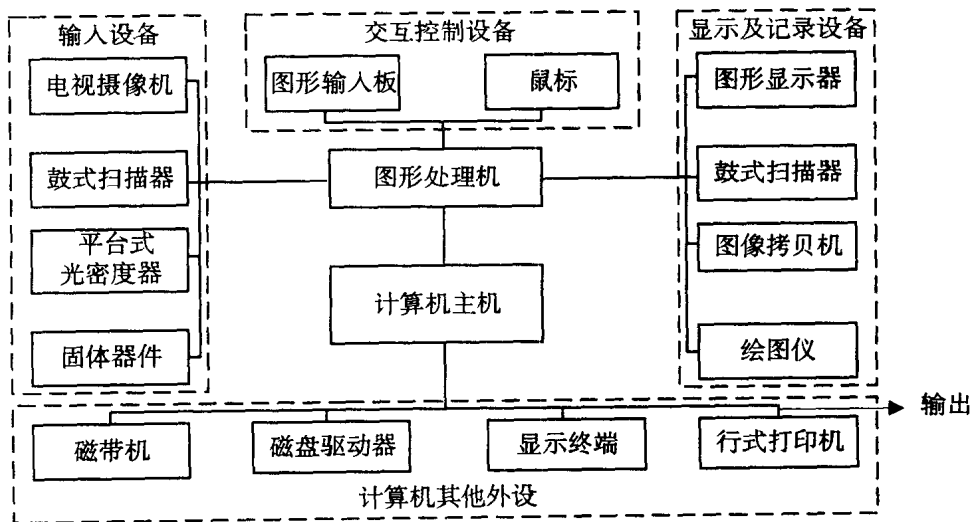 输入设备
电视摄像机
鼓式扫描器
平台式
光密度器
固体器件
交互控制设备
图形输入板
鼠标
图形处理机
计算机主机
显示及记录设备
图形显示器
鼓式扫描器
图像拷贝机
绘图仪
输出
磁带机
磁盘驱动器
显示终端
行式打印机
计算机其他外设